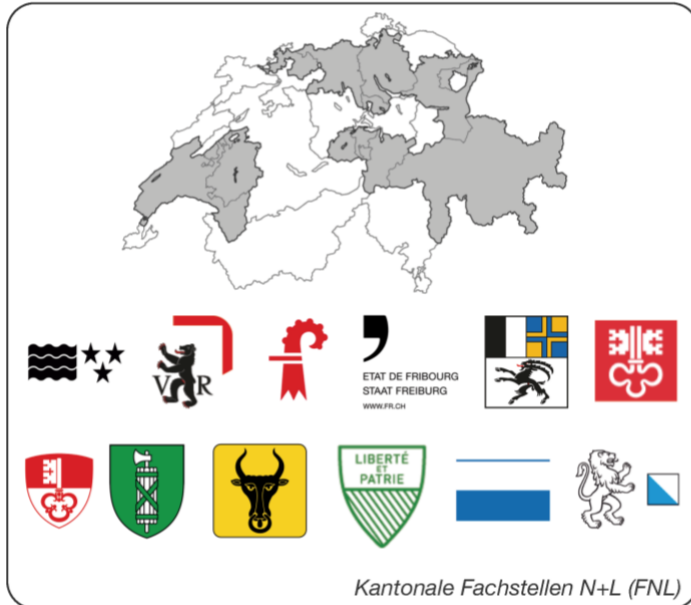 V R
ETAT DE FRIBOURG
STAAT FREIBURG
WWW.FR.CH
LIBERTÉ
ET
PATRIE
Kantonale Fachstellen N+L (FNL)